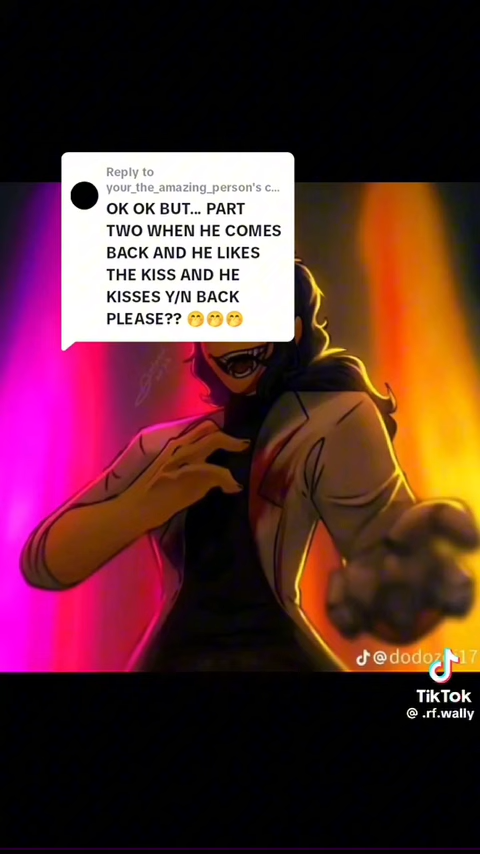 Reply to
your_the_amazing_person's c...
OK OK BUT... PART
TWO WHEN HE COMES
BACK AND HE LIKES
THE KISS AND HE
KISSES Y/N BACK
PLEASE?? 🤭🤭🤭
TikTok
@ .rf.wally